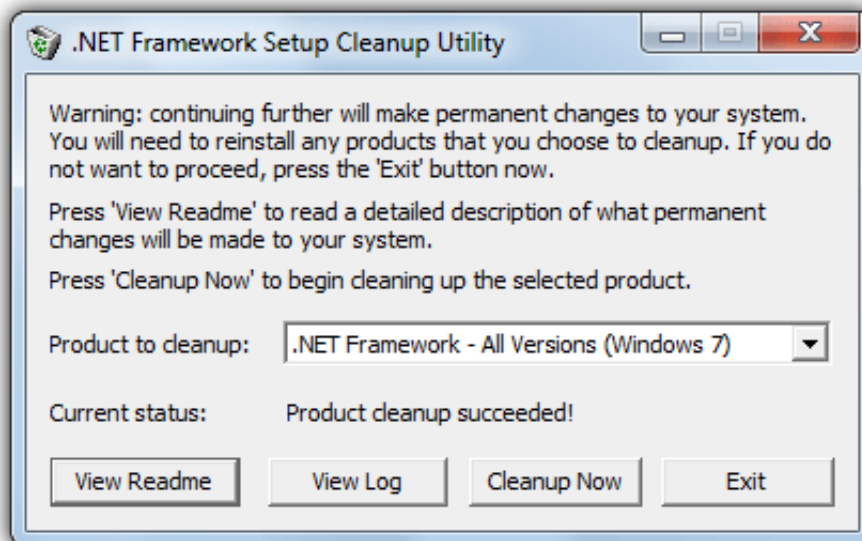 .NET Framework Setup Cleanup Utility
Warning: continuing further will make permanent changes to your system.
You will need to reinstall any products that you choose to cleanup. If you do
not want to proceed, press the 'Exit' button now.
Press 'View Readme' to read a detailed description of what permanent
changes will be made to your system.
Press 'Cleanup Now' to begin cleaning up the selected product.
Product to cleanup: .NET Framework - All Versions (Windows 7)
Current status: Product cleanup succeeded!
View Readme View Log Cleanup Now Exit